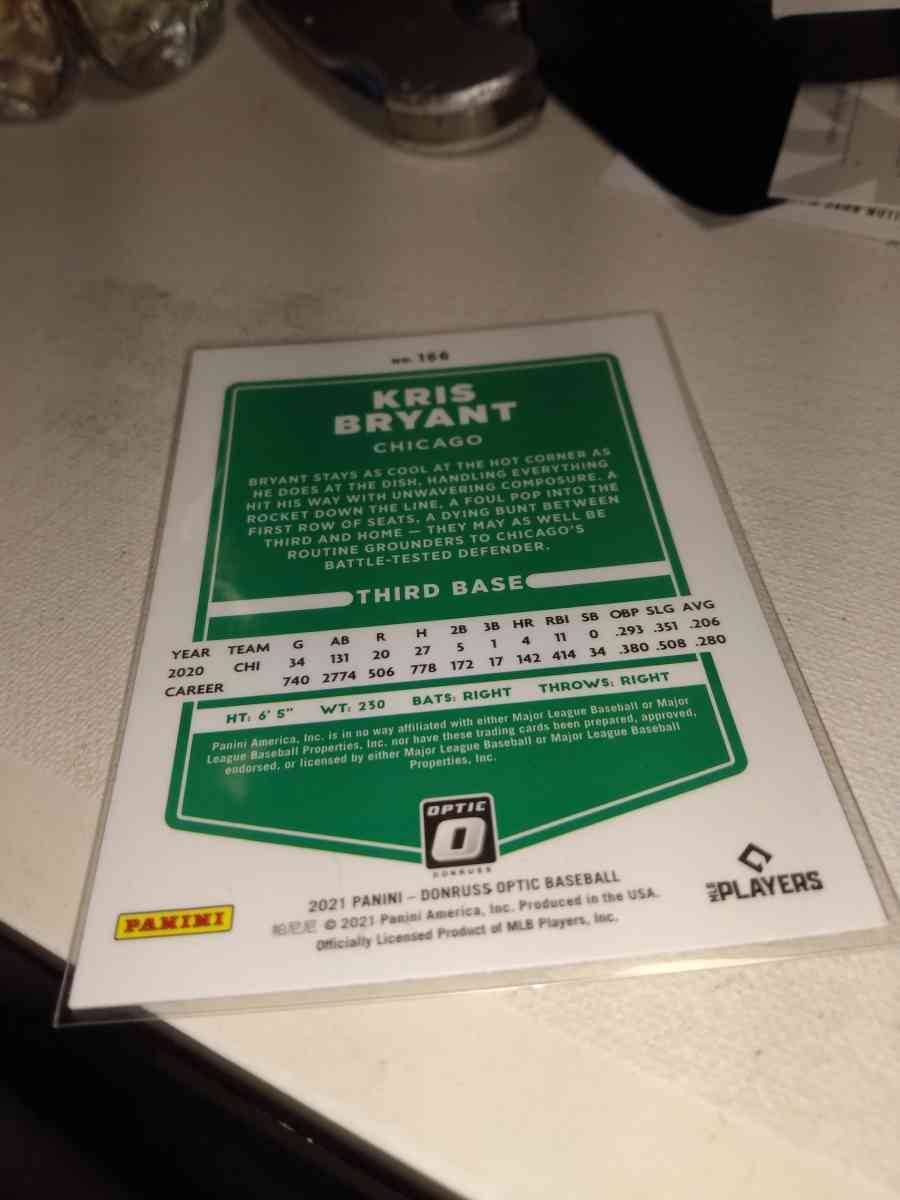 NO. 166
KRIS
BRYANT
CHICAGO
BRYANT STAYS AS COOL AT THE HOT CORNER AS
HE DOES AT THE DISH, HANDLING EVERYTHING
HIT HIS WAY WITH UNWAVERING COMPOSURE. A
ROCKET DOWN THE LINE, A FOUL POP INTO THE
FIRST ROW OF SEATS, A DYING BUNT BETWEEN
THIRD AND HOME — THEY MAY AS WELL BE
ROUTINE GROUNDERS TO CHICAGO'S
BATTLE-TESTED DEFENDER.
THIRD BASE
YEAR TEAM G AB R H 2B 3B HR RBI SB OBP SLG AVG
2020 CHI 34 131 20 27 5 1 4 11 0 .293 .351 .206
CAREER 740 2774 506 778 172 17 142 414 34 .380 .508 .280
HT: 6' 5" WT: 230 BATS: RIGHT THROWS: RIGHT
Panini America, Inc. is in no way affiliated with either Major League Baseball or Major
League Baseball Properties, Inc. nor have these trading cards been prepared, approved,
endorsed, or licensed by either Major League Baseball or Major League Baseball
Properties, Inc.
OPTIC
O
DONRUSS
2021 PANINI – DONRUSS OPTIC BASEBALL
帕尼尼 © 2021 Panini America, Inc. Produced in the USA.
Officially Licensed Product of MLB Players, Inc.
PANINI
MLB PLAYERS